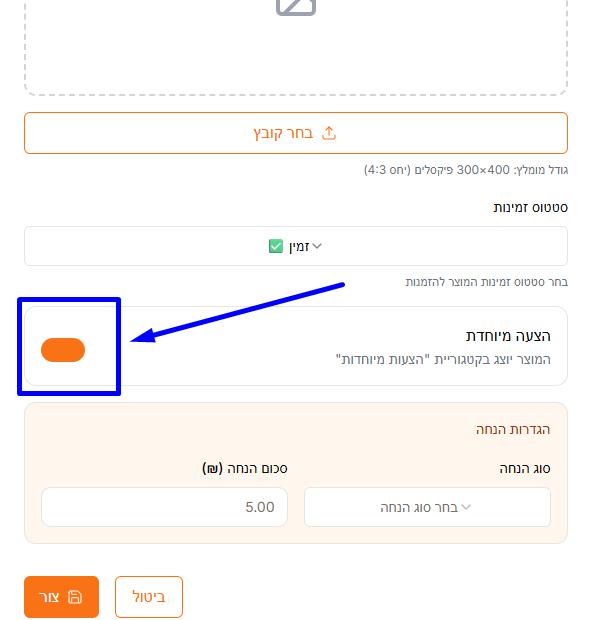 בחר קובץ
גודל מומלץ: 400×300 פיקסלים (יחס 4:3)
סטטוס זמינות
זמין ✅
בחר סטטוס זמינות המוצר להזמנות
הצעה מיוחדת
המוצר יוצג בקטגוריית "הצעות מיוחדות"
הגדרות הנחה
סוג הנחה
בחר סוג הנחה
סכום הנחה (₪)
5.00
ביטול
צור